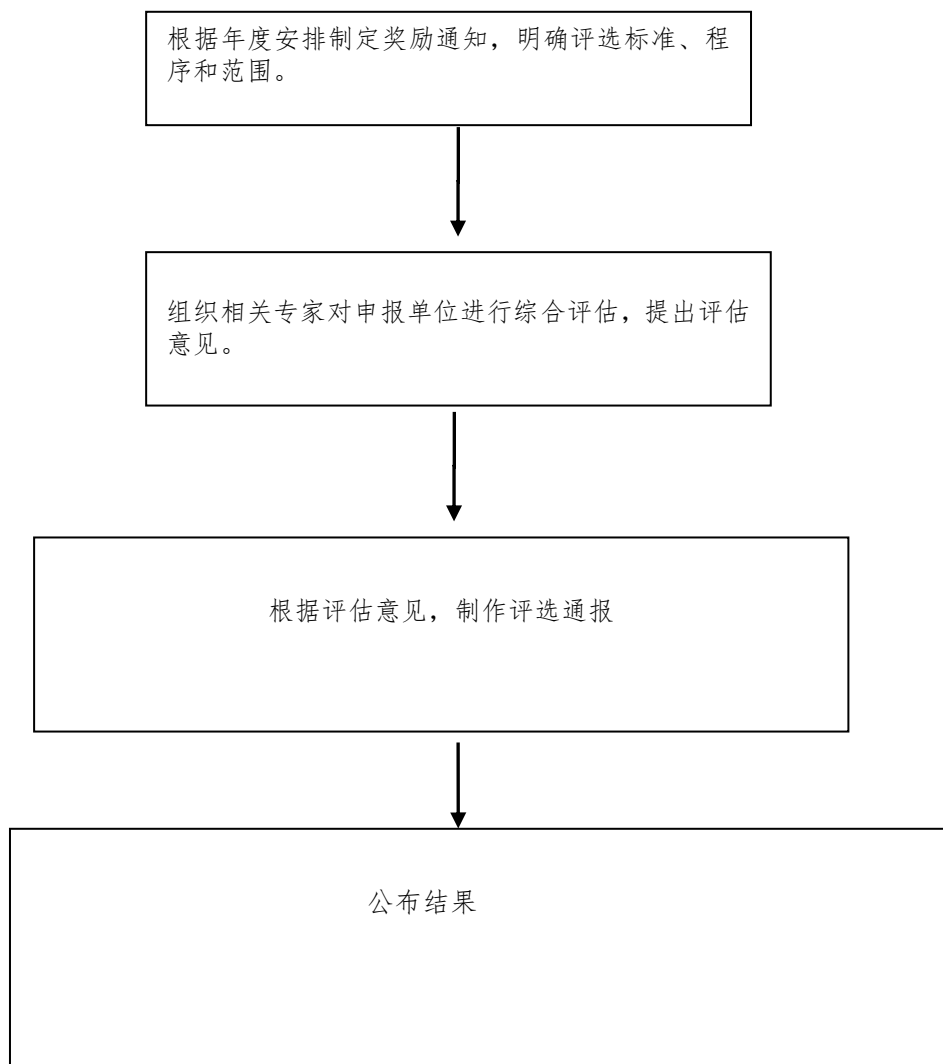 根据年度安排制定奖励通知，明确评选标准、程
序和范围。
组织相关专家对申报单位进行综合评估，提出评估
意见。
根据评估意见，制作评选通报
公布结果